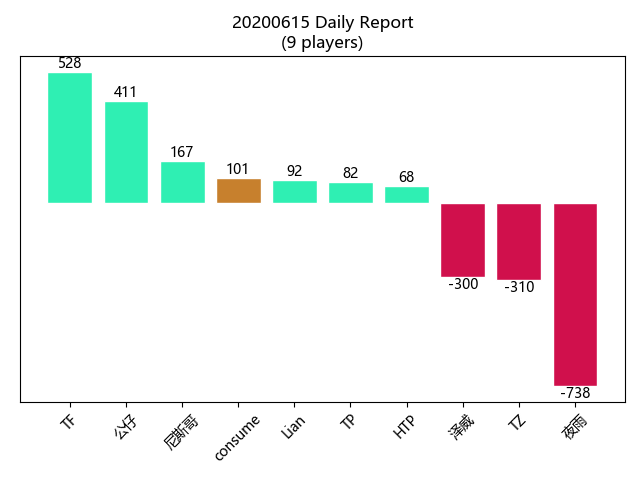 20200615 Daily Report
(9 players)
528
411
167
101
92
82
68
-300
-310
-738
TF
公仔
尼斯哥
consume
Lian
TP
HTP
泽威
TZ
夜雨